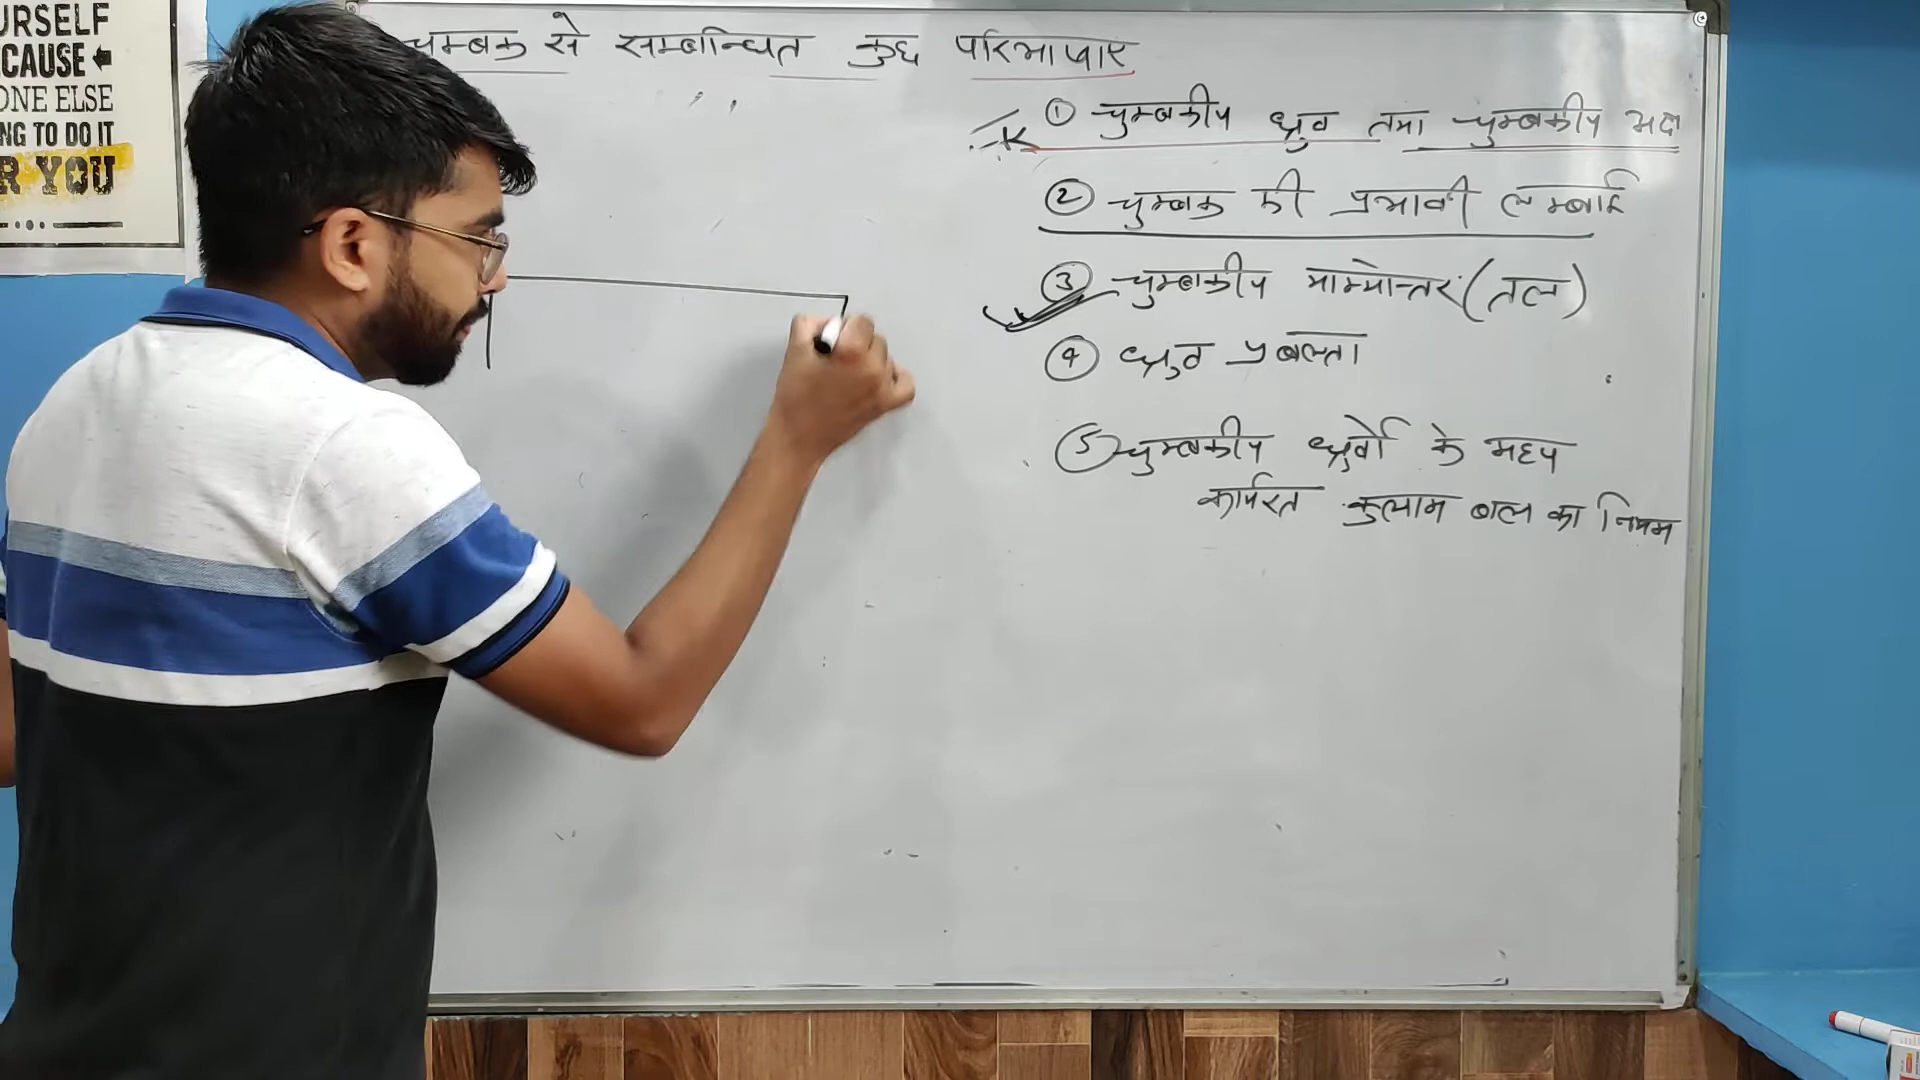 URSELF
CAUSE
ONE ELSE
NG TO DO IT
R YOU
चुम्बक से सम्बन्धित कुछ परिभाषाए
① चुम्बकीय ध्रुव तथा चुम्बकीय अक्ष
② चुम्बक की प्रभावी लम्बाई
③ चुम्बकीय याम्योत्तर (तल)
④ ध्रुव प्रबलता
⑤ चुम्बकीय ध्रुवों के मध्य
कार्यरत कुलाम बल का नियम